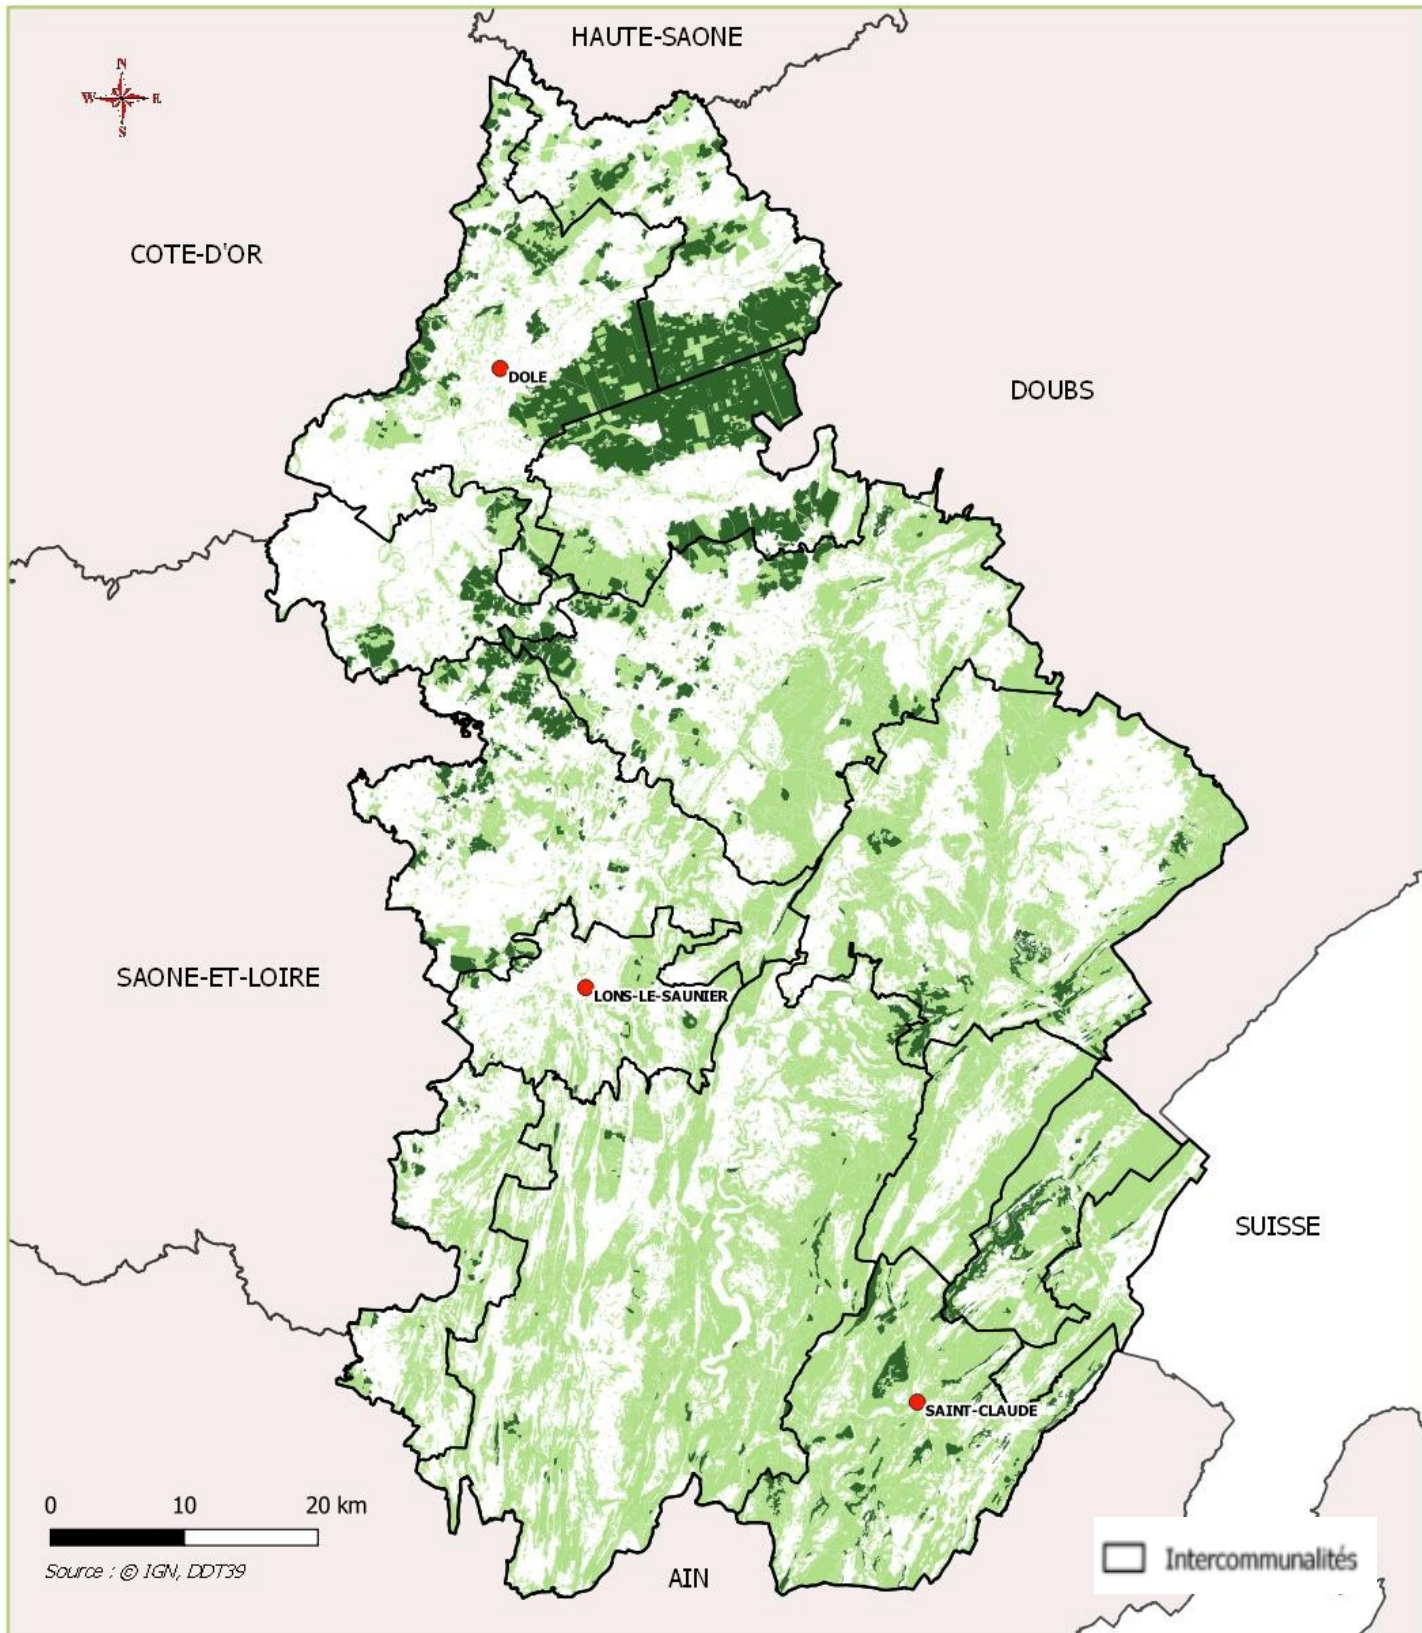 HAUTE-SAONE
N
W E
S
COTE-D'OR
DOLE
DOUBS
SAONE-ET-LOIRE
LONS-LE-SAUNIER
SUISSE
SAINT-CLAUDE
0 10 20 km
Source : © IGN, DDT39
AIN
Intercommunalités